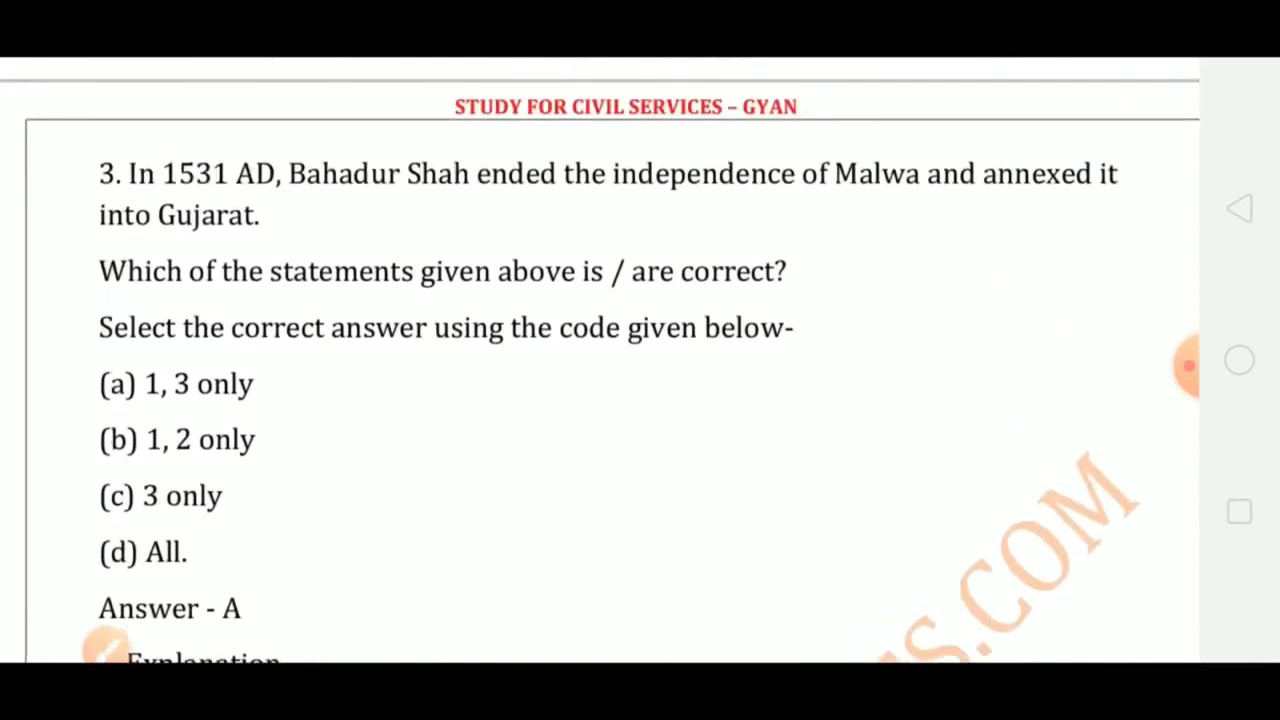 STUDY FOR CIVIL SERVICES – GYAN
3. In 1531 AD, Bahadur Shah ended the independence of Malwa and annexed it
into Gujarat.
Which of the statements given above is / are correct?
Select the correct answer using the code given below-
(a) 1, 3 only
(b) 1, 2 only
(c) 3 only
(d) All.
Answer - A
Explanation
S.COM